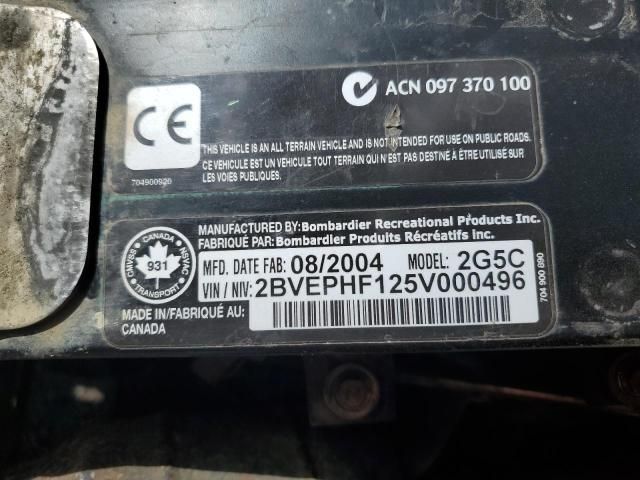 CE
ACN 097 370 100
THIS VEHICLE IS AN ALL TERRAIN VEHICLE AND IS NOT INTENDED FOR USE ON PUBLIC ROADS.
CE VEHICULE EST UN VEHICULE TOUT TERRAIN QUI N'EST PAS DESTINÉ À ÊTRE UTILISÉ SUR
LES VOIES PUBLIQUES.
704900920
MANUFACTURED BY: Bombardier Recreational Products Inc.
FABRIQUÉ PAR: Bombardier Produits Récréatifs inc.
CANADA
NSVAC
SVNAC
931
TRANSPORT
MFD. DATE FAB: 08/2004 MODEL: 2G5C
VIN / NIV: 2BVEPHF125V000496
MADE IN/FABRIQUÉ AU:
CANADA
704 900 890